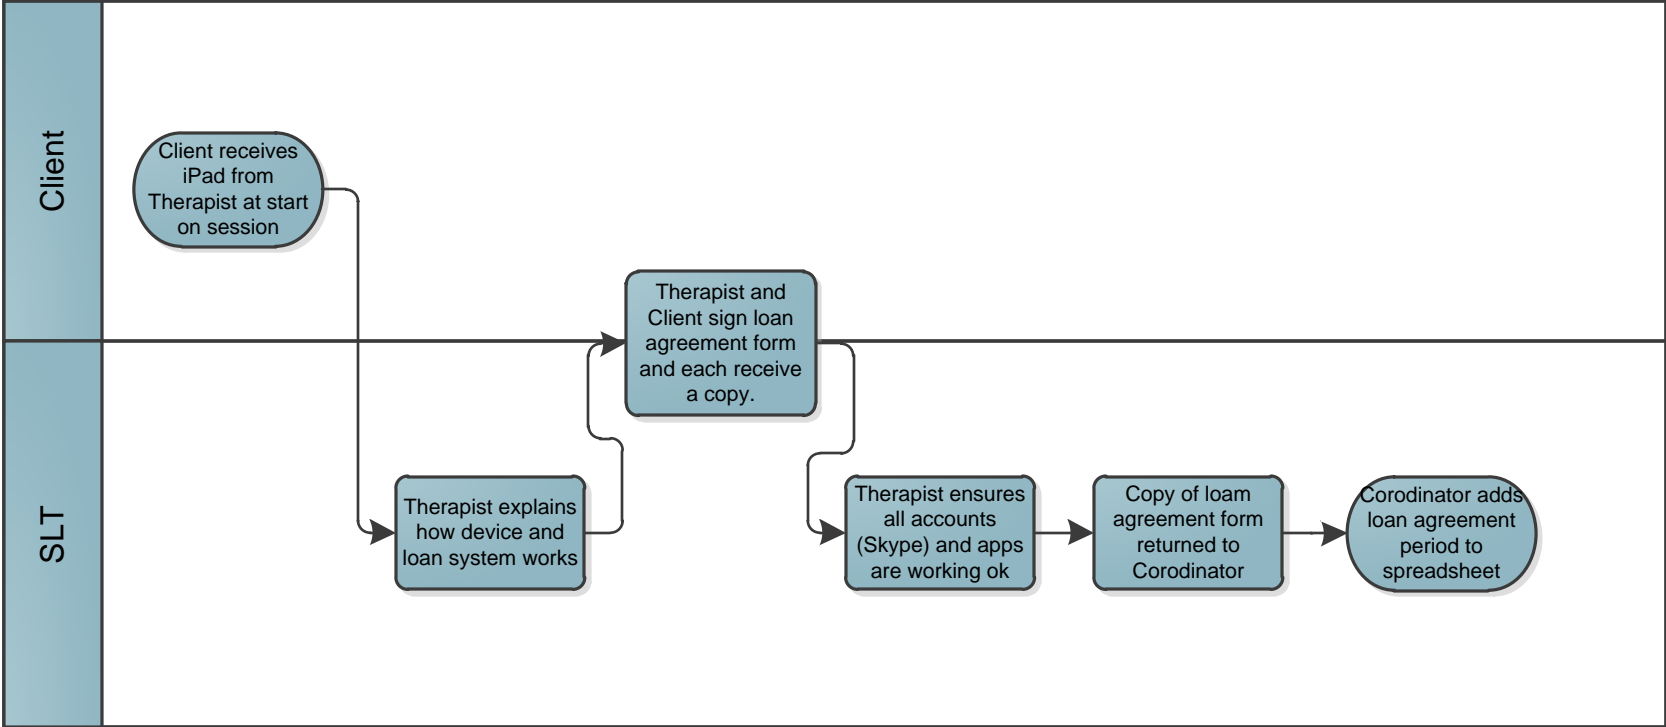 Client
Client receives
iPad from
Therapist at start
on session
Therapist and
Client sign loan
agreement form
and each receive
a copy.
SLT
Therapist explains
how device and
loan system works
Therapist ensures
all accounts
(Skype) and apps
are working ok
Copy of loam
agreement form
returned to
Corodinator
Corodinator adds
loan agreement
period to
spreadsheet